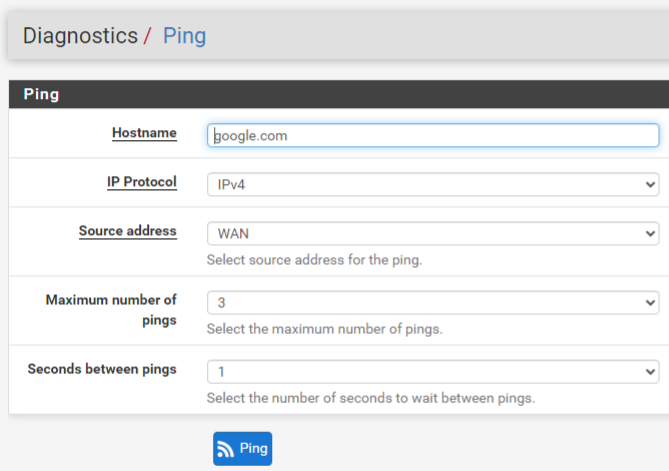 Diagnostics / Ping
Ping
Hostname
google.com
IP Protocol
IPv4
Source address
WAN
Select source address for the ping.
Maximum number of
pings
3
Select the maximum number of pings.
Seconds between pings
1
Select the number of seconds to wait between pings.
Ping